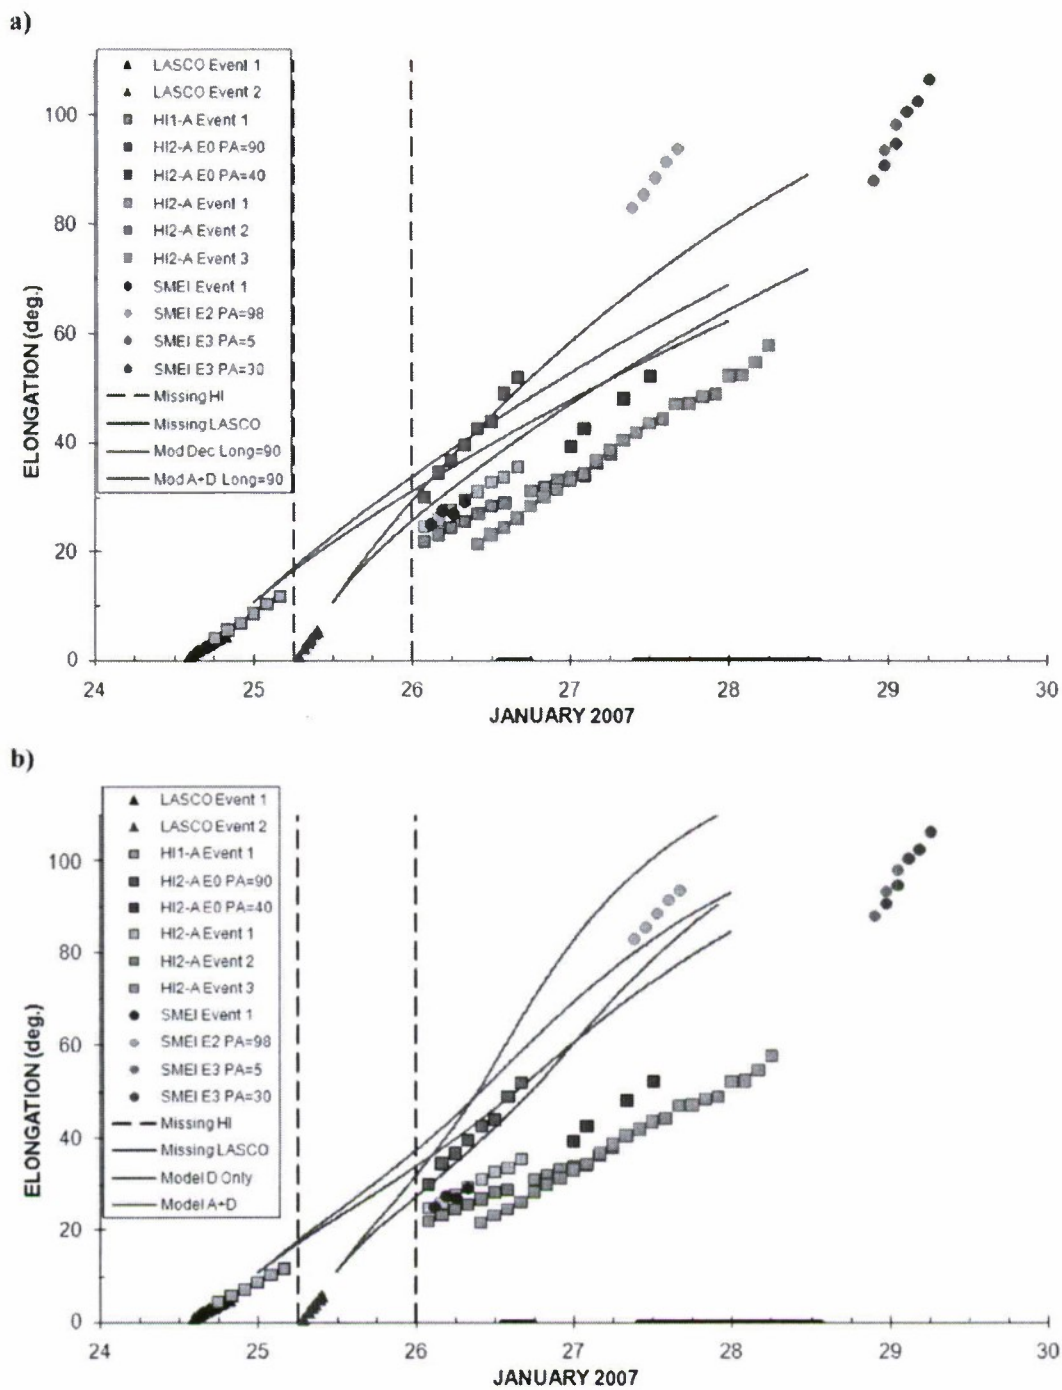 a)
LASCO Event 1
LASCO Event 2
HI1-A Event 1
HI2-A E0 PA=90
HI2-A E0 PA=40
HI2-A Event 1
HI2-A Event 2
HI2-A Event 3
SMEI Event 1
SMEI E2 PA=98
SMEI E3 PA=5
SMEI E3 PA=30
Missing HI
Missing LASCO
Mod Dec Long=90
Mod A+D Long=90
ELONGATION (deg.)
100
80
60
40
20
0
24 25 26 27 28 29 30
JANUARY 2007
b)
LASCO Event 1
LASCO Event 2
HI1-A Event 1
HI2-A E0 PA=90
HI2-A E0 PA=40
HI2-A Event 1
HI2-A Event 2
HI2-A Event 3
SMEI Event 1
SMEI E2 PA=98
SMEI E3 PA=5
SMEI E3 PA=30
Missing HI
Missing LASCO
Model D Only
Model A+D
ELONGATION (deg.)
100
80
60
40
20
0
24 25 26 27 28 29 30
JANUARY 2007